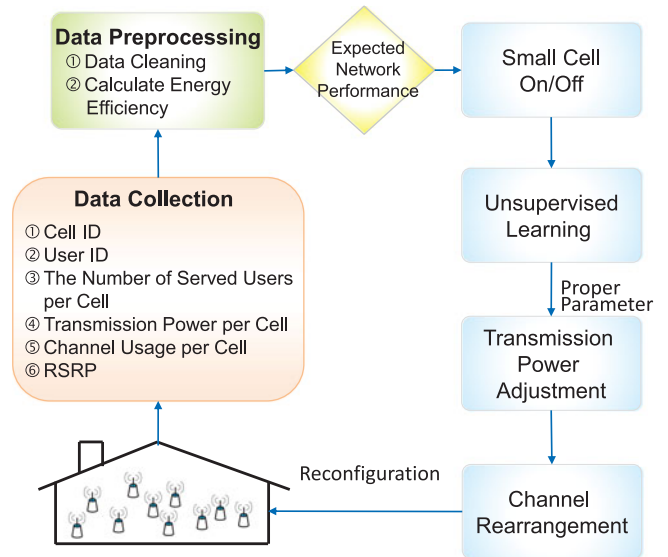 Data Preprocessing
① Data Cleaning
② Calculate Energy
Efficiency
Expected
Network
Performance
Small Cell
On/Off
Unsupervised
Learning
Proper
Parameter
Transmission
Power
Adjustment
Channel
Rearrangement
Reconfiguration
Data Collection
① Cell ID
② User ID
③ The Number of Served Users
per Cell
④ Transmission Power per Cell
⑤ Channel Usage per Cell
⑥ RSRP